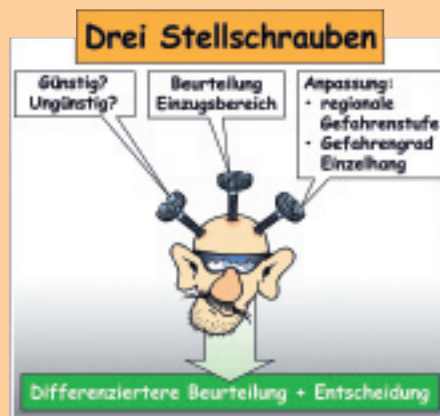 Drei Stellschrauben
Günstig?
Ungünstig?
Beurteilung
Einzugsbereich
Anpassung:
• regionale
Gefahrenstufe
• Gefahrengrad
Einzelhang
Differenziertere Beurteilung + Entscheidung